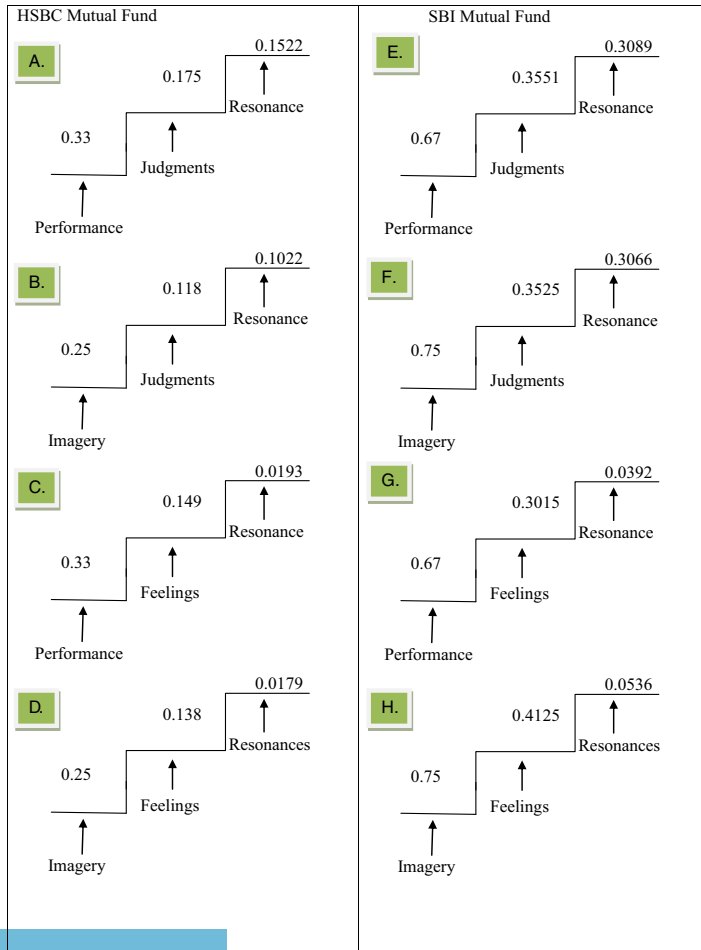 HSBC Mutual Fund
A.
0.1522
0.175
Resonance
0.33
Judgments
Performance
B.
0.1022
0.118
Resonance
0.25
Judgments
Imagery
C.
0.0193
0.149
Resonance
0.33
Feelings
Performance
D.
0.0179
0.138
Resonances
0.25
Feelings
Imagery
SBI Mutual Fund
E.
0.3089
0.3551
Resonance
0.67
Judgments
Performance
F.
0.3066
0.3525
Resonance
0.75
Judgments
Imagery
G.
0.0392
0.3015
Resonance
0.67
Feelings
Performance
H.
0.0536
0.4125
Resonances
0.75
Feelings
Imagery